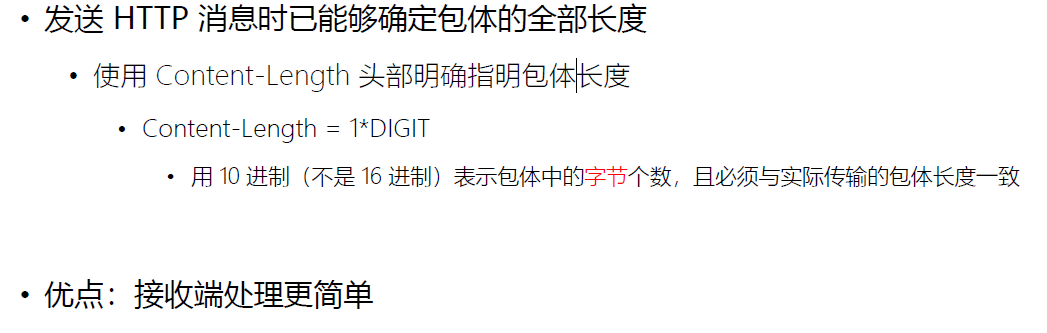 • 发送 HTTP 消息时已能够确定包体的全部长度
• 使用 Content-Length 头部明确指明包体长度
• Content-Length = 1*DIGIT
• 用 10 进制（不是 16 进制）表示包体中的字节个数，且必须与实际传输的包体长度一致
• 优点：接收端处理更简单